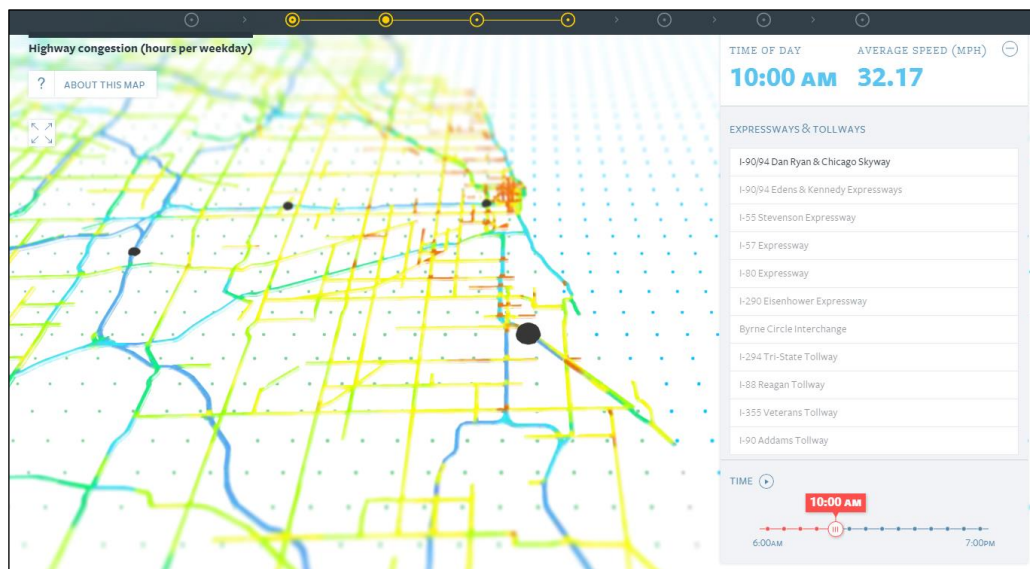 Highway congestion (hours per weekday)
? ABOUT THIS MAP
TIME OF DAY AVERAGE SPEED (MPH)
10:00 AM 32.17
EXPRESSWAYS & TOLLWAYS
I-90/94 Dan Ryan & Chicago Skyway
I-90/94 Edens & Kennedy Expressways
I-55 Stevenson Expressway
I-57 Expressway
I-80 Expressway
I-290 Eisenhower Expressway
Byrne Circle Interchange
I-294 Tri-State Tollway
I-88 Reagan Tollway
I-355 Veterans Tollway
I-90 Addams Tollway
TIME
10:00 AM
6:00AM 7:00PM